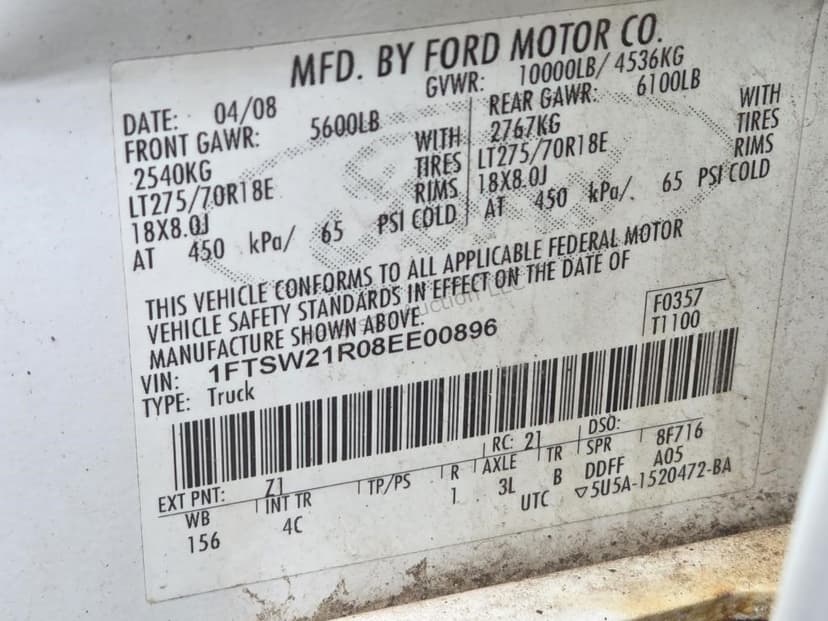 MFD. BY FORD MOTOR CO.
DATE: 04/08 GVWR: 10000LB/ 4536KG
FRONT GAWR: 5600LB REAR GAWR: 6100LB
2540KG WITH 2767KG WITH
LT275/70R18E TIRES LT275/70R18E TIRES
18X8.0J RIMS 18X8.0J RIMS
AT 450 kPa/ 65 PSI COLD AT 450 kPa/. 65 PSI COLD
THIS VEHICLE CONFORMS TO ALL APPLICABLE FEDERAL MOTOR
VEHICLE SAFETY STANDARDS IN EFFECT ON THE DATE OF
MANUFACTURE SHOWN ABOVE.
VIN: 1FTSW21R08EE00896 F0357
TYPE: Truck T1100
EXT PNT: Z1 RC: 21 DSO:
WB INT TR TP/PS R AXLE TR SPR 8F716
156 4C 1 3L B DDFF A05
UTC ▽5U5A-1520472-BA